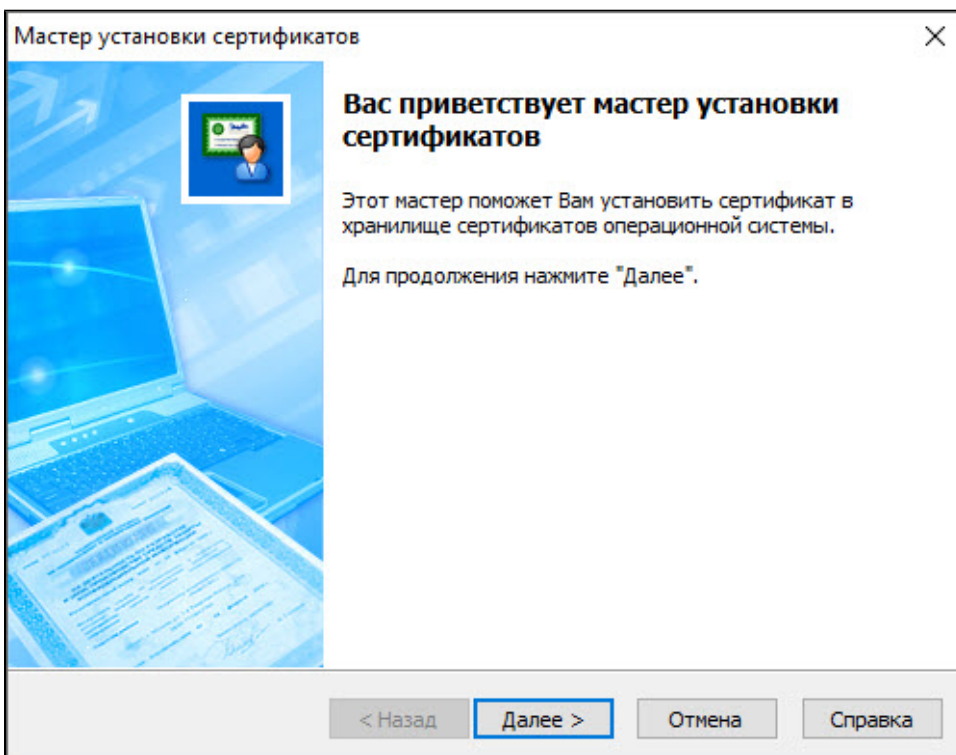 Мастер установки сертификатов
Вас приветствует мастер установки
сертификатов
Этот мастер поможет Вам установить сертификат в
хранилище сертификатов операционной системы.
Для продолжения нажмите "Далее".
< Назад
Далее >
Отмена
Справка